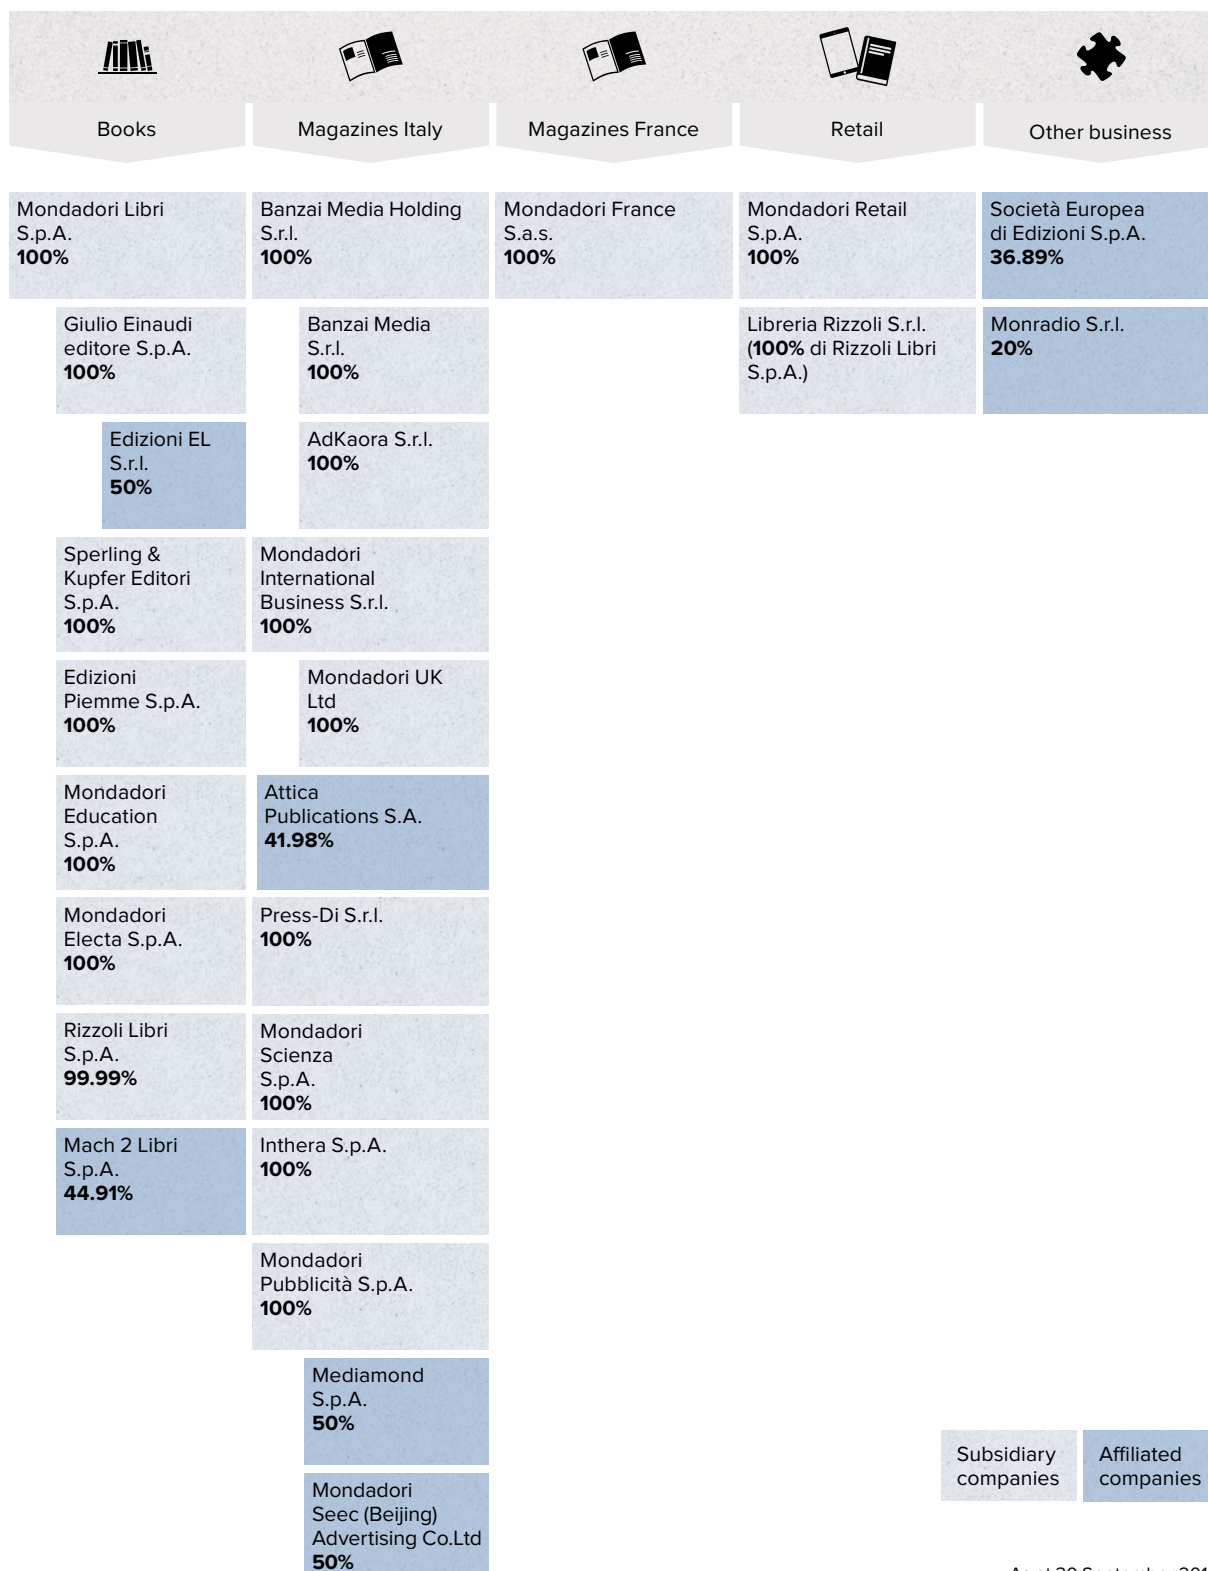 Books
Magazines Italy
Magazines France
Retail
Other business
Mondadori Libri
S.p.A.
100%
Giulio Einaudi
editore S.p.A.
100%
Edizioni EL
S.r.l.
50%
Sperling &
Kupfer Editori
S.p.A.
100%
Edizioni
Piemme S.p.A.
100%
Mondadori
Education
S.p.A.
100%
Mondadori
Electa S.p.A.
100%
Rizzoli Libri
S.p.A.
99.99%
Mach 2 Libri
S.p.A.
44.91%
Banzai Media Holding
S.r.l.
100%
Banzai Media
S.r.l.
100%
AdKaora S.r.l.
100%
Mondadori
International
Business S.r.l.
100%
Mondadori UK
Ltd
100%
Attica
Publications S.A.
41.98%
Press-Di S.r.l.
100%
Mondadori
Scienza
S.p.A.
100%
Inthera S.p.A.
100%
Mondadori
Pubblicità S.p.A.
100%
Mediamond
S.p.A.
50%
Mondadori
Seec (Beijing)
Advertising Co.Ltd
50%
Mondadori France
S.a.s.
100%
Mondadori Retail
S.p.A.
100%
Libreria Rizzoli S.r.l.
(100% di Rizzoli Libri
S.p.A.)
Società Europea
di Edizioni S.p.A.
36.89%
Monradio S.r.l.
20%
Subsidiary
companies
Affiliated
companies